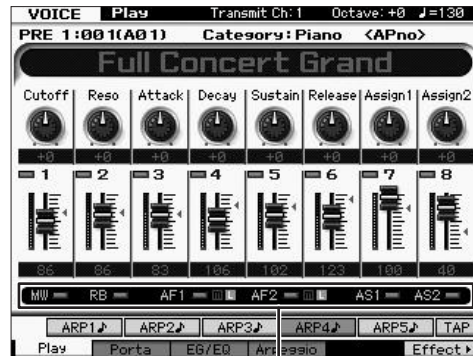 VOICE Play Transmit Ch: 1 Octave: +0 ♩=130
PRE 1:001(A01) Category:Piano <APno>
Full Concert Grand
Cutoff Reso Attack Decay Sustain Release Assign1 Assign2
+0 +0 +0 +0 +0 +0 +0 +0
1 2 3 4 5 6 7 8
86 86 83 106 102 123 100 40
MW RB AF1 m L AF2 m L AS1 AS2
ARP1♪ ARP2♪ ARP3♪ ARP4♪ ARP5♪ TAP
Play Porta EG/EQ Arpeggio Effect